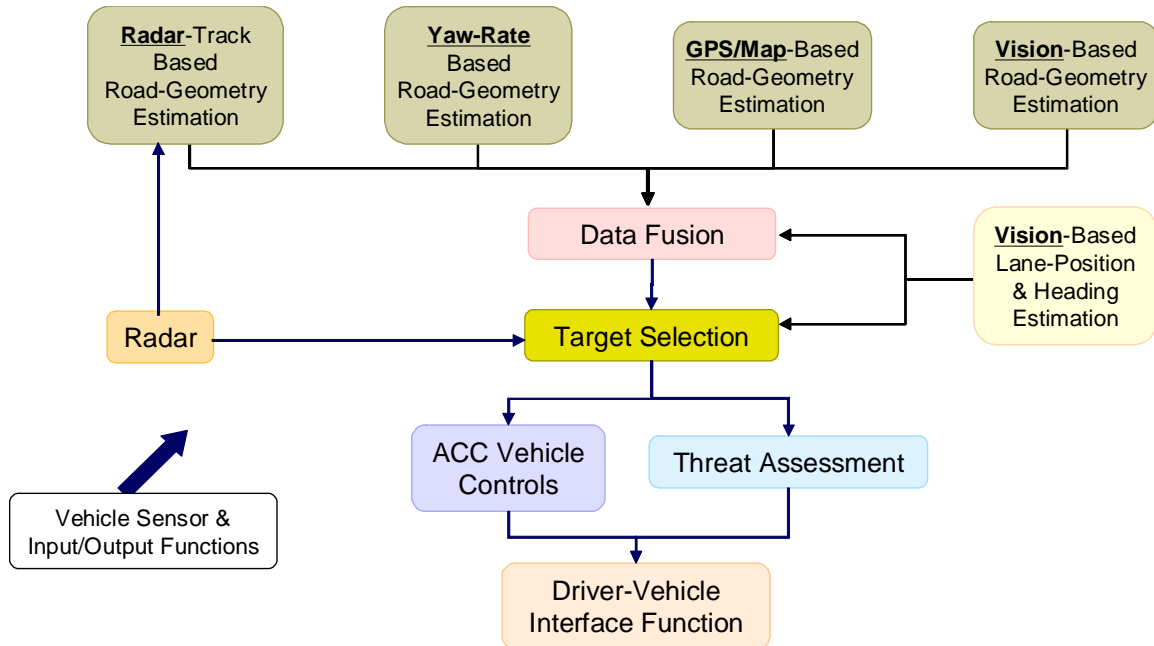 Radar-Track
Based
Road-Geometry
Estimation
Yaw-Rate
Based
Road-Geometry
Estimation
GPS/Map-Based
Road-Geometry
Estimation
Vision-Based
Road-Geometry
Estimation
Data Fusion
Vision-Based
Lane-Position
& Heading
Estimation
Radar
Target Selection
ACC Vehicle
Controls
Threat Assessment
Vehicle Sensor &
Input/Output Functions
Driver-Vehicle
Interface Function